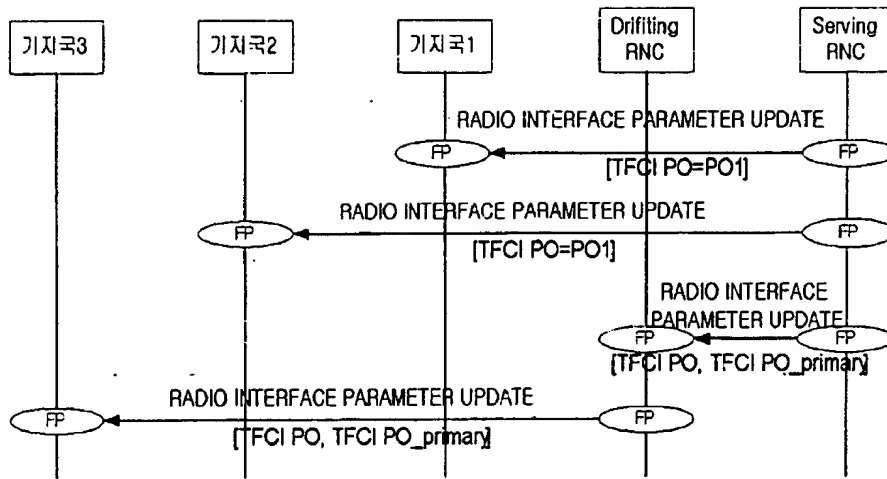 기지국3
기지국2
기지국1
Drifiting
RNC
Serving
RNC
RADIO INTERFACE PARAMETER UPDATE
FP
FP
[TFCI PO=PO1]
RADIO INTERFACE PARAMETER UPDATE
FP
FP
[TFCI PO=PO1]
RADIO INTERFACE
PARAMETER UPDATE
FP
FP
[TFCI PO, TFCI PO_primary]
RADIO INTERFACE PARAMETER UPDATE
FP
FP
[TFCI PO, TFCI PO_primary]